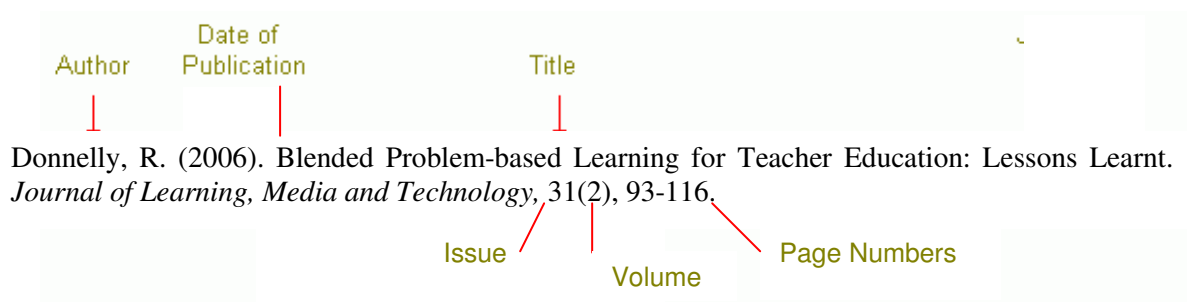 Date of
Author Publication Title
Donnelly, R. (2006). Blended Problem-based Learning for Teacher Education: Lessons Learnt.
Journal of Learning, Media and Technology, 31(2), 93-116.
Issue Page Numbers
Volume